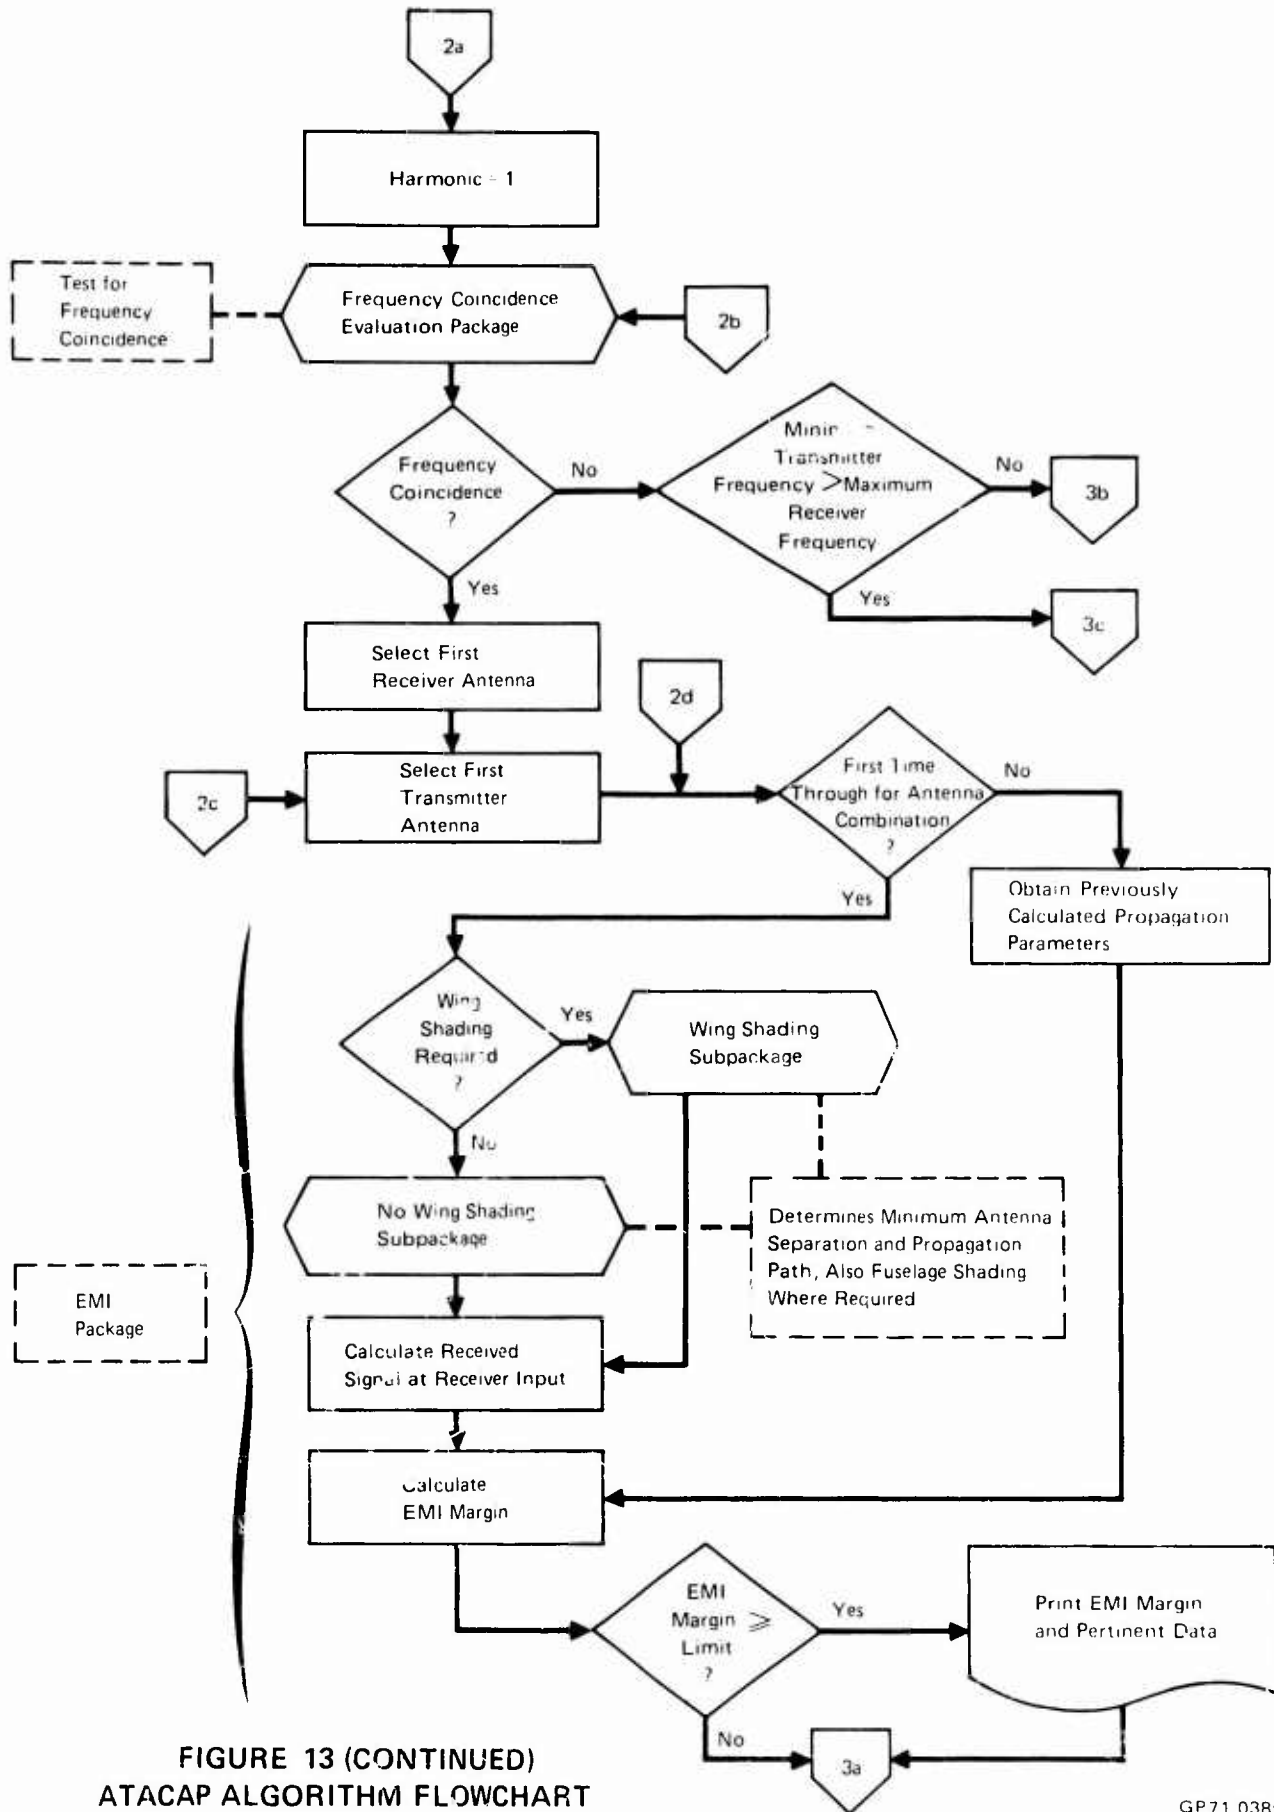 2a
Harmonic = 1
Test for
Frequency
Coincidence
Frequency Coincidence
Evaluation Package
2b
Frequency
Coincidence
?
No
Transmitter
Frequency > Maximum
Receiver
Frequency
No
3b
Yes
3c
Yes
Select First
Receiver Antenna
2d
2c
Select First
Transmitter
Antenna
First Time
Through for Antenna
Combination
?
No
Yes
Obtain Previously
Calculated Propagation
Parameters
Wing
Shading
Required
?
Yes
Wing Shading
Subpackage
No
No Wing Shading
Subpackage
Determines Minimum Antenna
Separation and Propagation
Path, Also Fuselage Shading
Where Required
EMI
Package
Calculate Received
Signal at Receiver Input
Calculate
EMI Margin
EMI
Margin ⩾
Limit
?
Yes
Print EMI Margin
and Pertinent Data
No
3a
FIGURE 13 (CONTINUED)
ATACAP ALGORITHM FLOWCHART